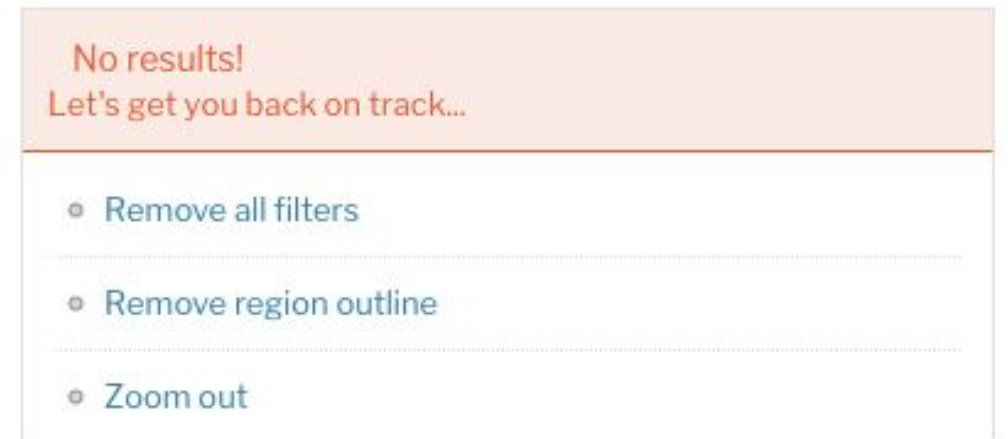 No results!
Let's get you back on track...
Remove all filters
Remove region outline
Zoom out